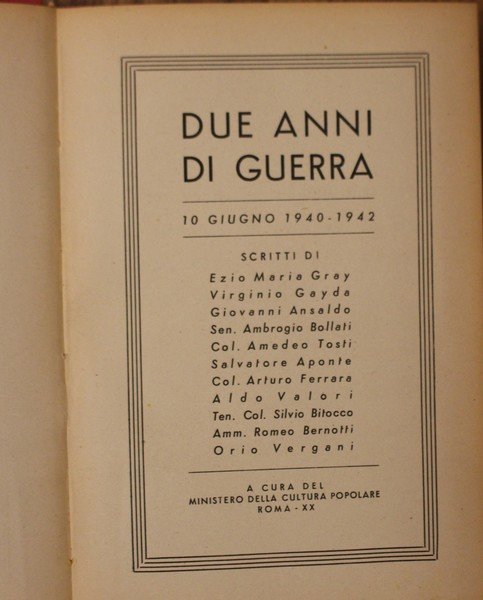 DUE ANNI
DI GUERRA
10 GIUGNO 1940-1942
SCRITTI DI
Ezio Maria Gray
Virginio Gayda
Giovanni Ansaldo
Sen. Ambrogio Bollati
Col. Amedeo Tosti
Salvatore Aponte
Col. Arturo Ferrara
Aldo Valori
Ten. Col. Silvio Bitocco
Amm. Romeo Bernotti
Orio Vergani
A CURA DEL
MINISTERO DELLA CULTURA POPOLARE
ROMA - XX